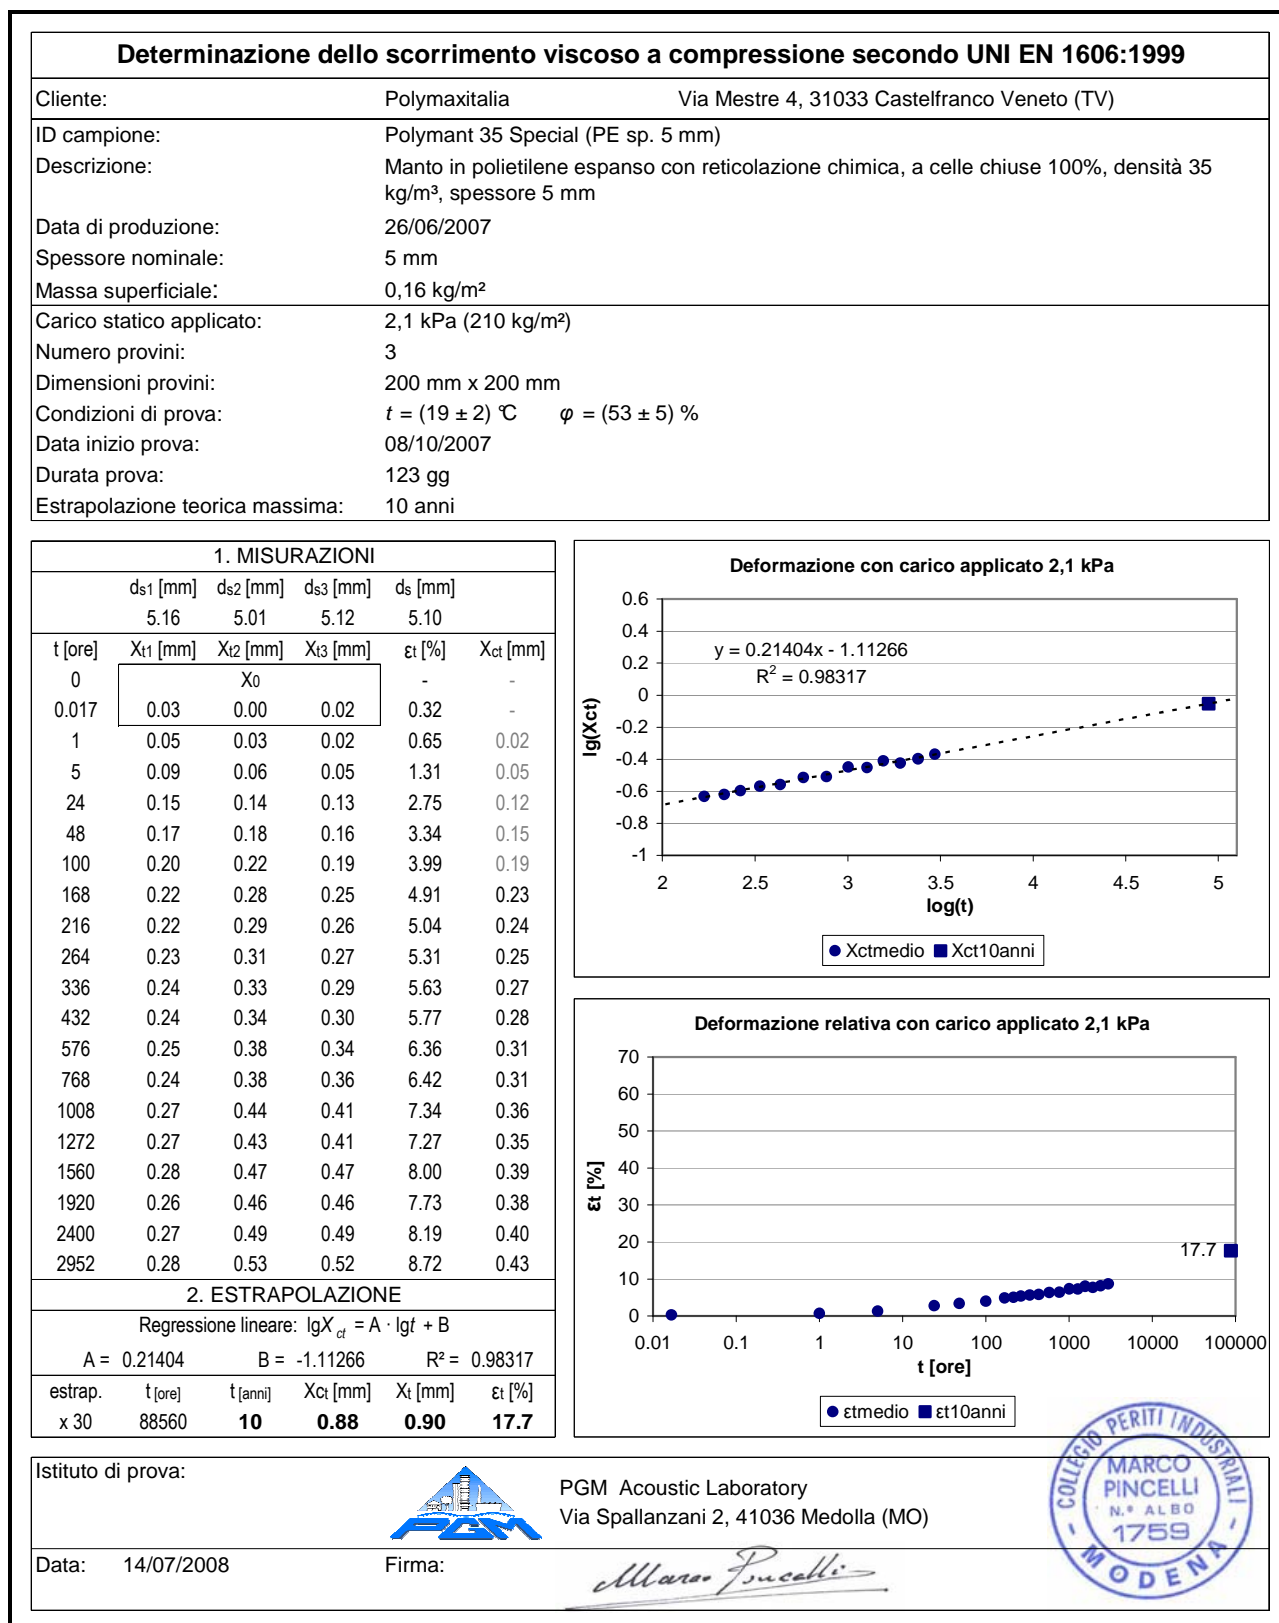 Determinazione dello scorrimento viscoso a compressione secondo UNI EN 1606:1999
Cliente: Polymaxitalia Via Mestre 4, 31033 Castelfranco Veneto (TV)
ID campione: Polymant 35 Special (PE sp. 5 mm)
Descrizione: Manto in polietilene espanso con reticolazione chimica, a celle chiuse 100%, densità 35
kg/m³, spessore 5 mm
Data di produzione: 26/06/2007
Spessore nominale: 5 mm
Massa superficiale: 0,16 kg/m²
Carico statico applicato: 2,1 kPa (210 kg/m²)
Numero provini: 3
Dimensioni provini: 200 mm x 200 mm
Condizioni di prova: t = (19 ± 2) °C φ = (53 ± 5) %
Data inizio prova: 08/10/2007
Durata prova: 123 gg
Estrapolazione teorica massima: 10 anni
1. MISURAZIONI
ds1 [mm] ds2 [mm] ds3 [mm] ds [mm]
5.16 5.01 5.12 5.10
t [ore] Xt1 [mm] Xt2 [mm] Xt3 [mm] εt [%] Xct [mm]
0 X0 - -
0.017 0.03 0.00 0.02 0.32 -
1 0.05 0.03 0.02 0.65 0.02
5 0.09 0.06 0.05 1.31 0.05
24 0.15 0.14 0.13 2.75 0.12
48 0.17 0.18 0.16 3.34 0.15
100 0.20 0.22 0.19 3.99 0.19
168 0.22 0.28 0.25 4.91 0.23
216 0.22 0.29 0.26 5.04 0.24
264 0.23 0.31 0.27 5.31 0.25
336 0.24 0.33 0.29 5.63 0.27
432 0.24 0.34 0.30 5.77 0.28
576 0.25 0.38 0.34 6.36 0.31
768 0.24 0.38 0.36 6.42 0.31
1008 0.27 0.44 0.41 7.34 0.36
1272 0.27 0.43 0.41 7.27 0.35
1560 0.28 0.47 0.47 8.00 0.39
1920 0.26 0.46 0.46 7.73 0.38
2400 0.27 0.49 0.49 8.19 0.40
2952 0.28 0.53 0.52 8.72 0.43
2. ESTRAPOLAZIONE
Regressione lineare: lgX ct = A · lgt + B
A = 0.21404 B = -1.11266 R² = 0.98317
estrap. t [ore] t [anni] Xct [mm] Xt [mm] εt [%]
x 30 88560 10 0.88 0.90 17.7
Deformazione con carico applicato 2,1 kPa
y = 0.21404x - 1.11266
R² = 0.98317
lg(Xct)
0.6
0.4
0.2
0
-0.2
-0.4
-0.6
-0.8
-1
2 2.5 3 3.5 4 4.5 5
log(t)
Xctmedio Xct10anni
Deformazione relativa con carico applicato 2,1 kPa
εt [%]
70
60
50
40
30
20
10
0
17.7
0.01 0.1 1 10 100 1000 10000 100000
t [ore]
εtmedio εt10anni
Istituto di prova:
PGM
PGM Acoustic Laboratory
Via Spallanzani 2, 41036 Medolla (MO)
Data: 14/07/2008 Firma:
Marco Pincelli
COLLEGIO PERITI INDUSTRIALI
MARCO
PINCELLI
N.° ALBO
1759
- MODENA -